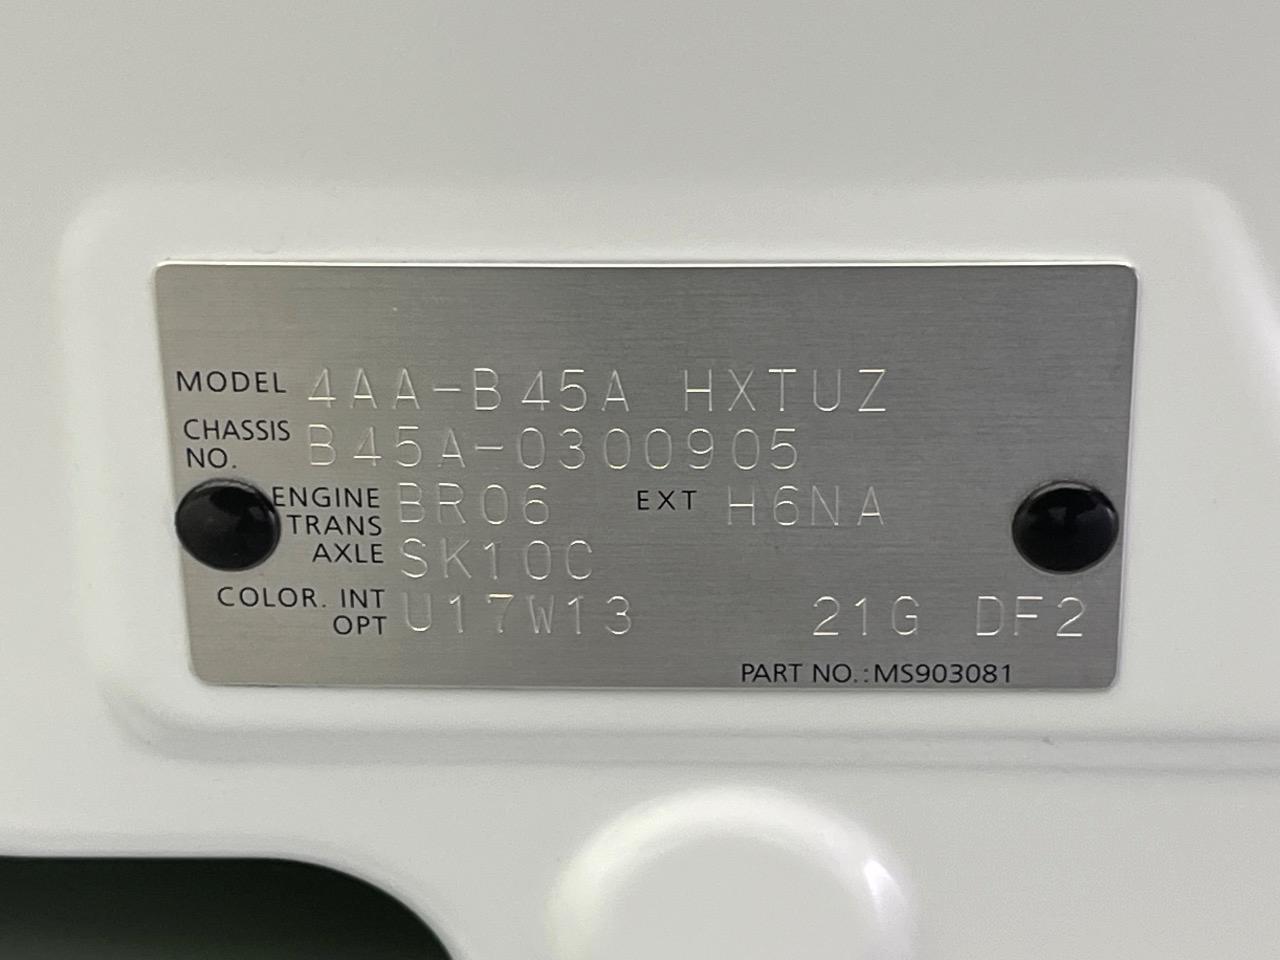 MODEL 4AA-B45A HXTUZ
CHASSIS NO. B45A-0300905
ENGINE BR06 EXT H6NA
TRANS AXLE SK10C
COLOR. INT OPT U17W13 21G DF2
PART NO.:MS903081